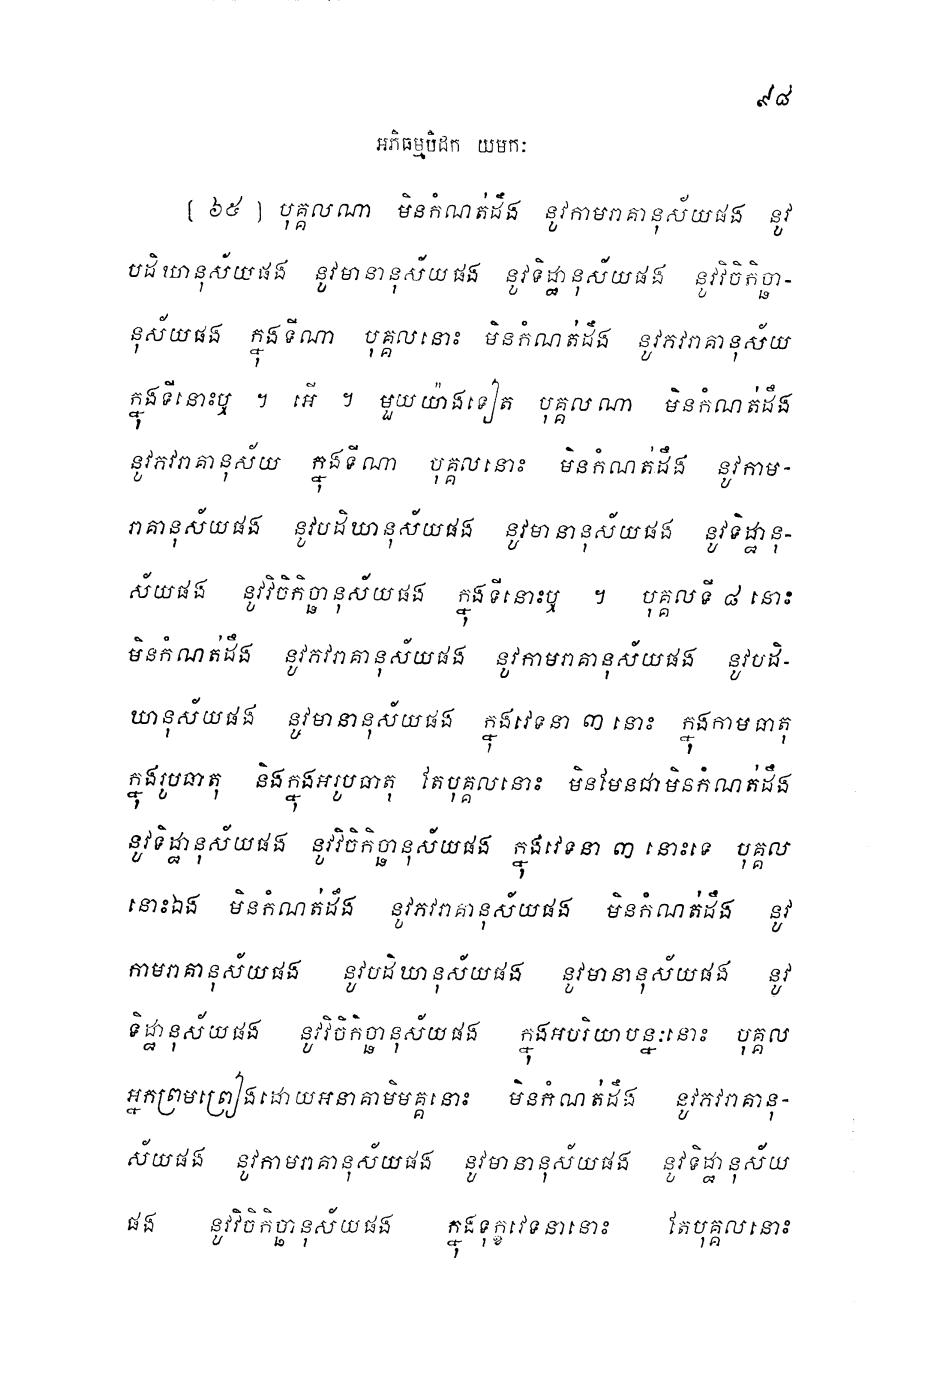 ៩៨
អភិធម្មបិដក យមកៈ
[ ៦៥ ] បុគ្គលណា មិនកំណត់ដឹង នូវកាមរាគានុស័យផង នូវ
បដិឃានុស័យផង នូវមានានុស័យផង នូវទិដ្ឋានុស័យផង នូវវិចិកិច្ឆា-
នុស័យផង ក្នុងទីណា បុគ្គលនោះ មិនកំណត់ដឹង នូវភវរាគានុស័យ
ក្នុងទីនោះឬ ។ អើ ។ មួយយ៉ាងទៀត បុគ្គលណា មិនកំណត់ដឹង
នូវភវរាគានុស័យ ក្នុងទីណា បុគ្គលនោះ មិនកំណត់ដឹង នូវកាម-
រាគានុស័យផង នូវបដិឃានុស័យផង នូវមានានុស័យផង នូវទិដ្ឋានុ-
ស័យផង នូវវិចិកិច្ឆានុស័យផង ក្នុងទីនោះឬ ។ បុគ្គលទី ៨ នោះ
មិនកំណត់ដឹង នូវភវរាគានុស័យផង នូវកាមរាគានុស័យផង នូវបដិ-
ឃានុស័យផង នូវមានានុស័យផង ក្នុងវេទនា ៣ នោះ ក្នុងកាមធាតុ
ក្នុងរូបធាតុ និងក្នុងអរូបធាតុ តែបុគ្គលនោះ មិនមែនជាមិនកំណត់ដឹង
នូវទិដ្ឋានុស័យផង នូវវិចិកិច្ឆានុស័យផង ក្នុងវេទនា ៣ នោះទេ បុគ្គល
នោះឯង មិនកំណត់ដឹង នូវភវរាគានុស័យផង មិនកំណត់ដឹង នូវ
កាមរាគានុស័យផង នូវបដិឃានុស័យផង នូវមានានុស័យផង នូវ
ទិដ្ឋានុស័យផង នូវវិចិកិច្ឆានុស័យផង ក្នុងអបរិយាបន្នៈនោះ បុគ្គល
អ្នកព្រមព្រៀងដោយអនាគាមិមគ្គនោះ មិនកំណត់ដឹង នូវភវរាគានុ-
ស័យផង នូវកាមរាគានុស័យផង នូវមានានុស័យផង នូវទិដ្ឋានុស័យ
ផង នូវវិចិកិច្ឆានុស័យផង ក្នុងទុក្ខវេទនានោះ តែបុគ្គលនោះ